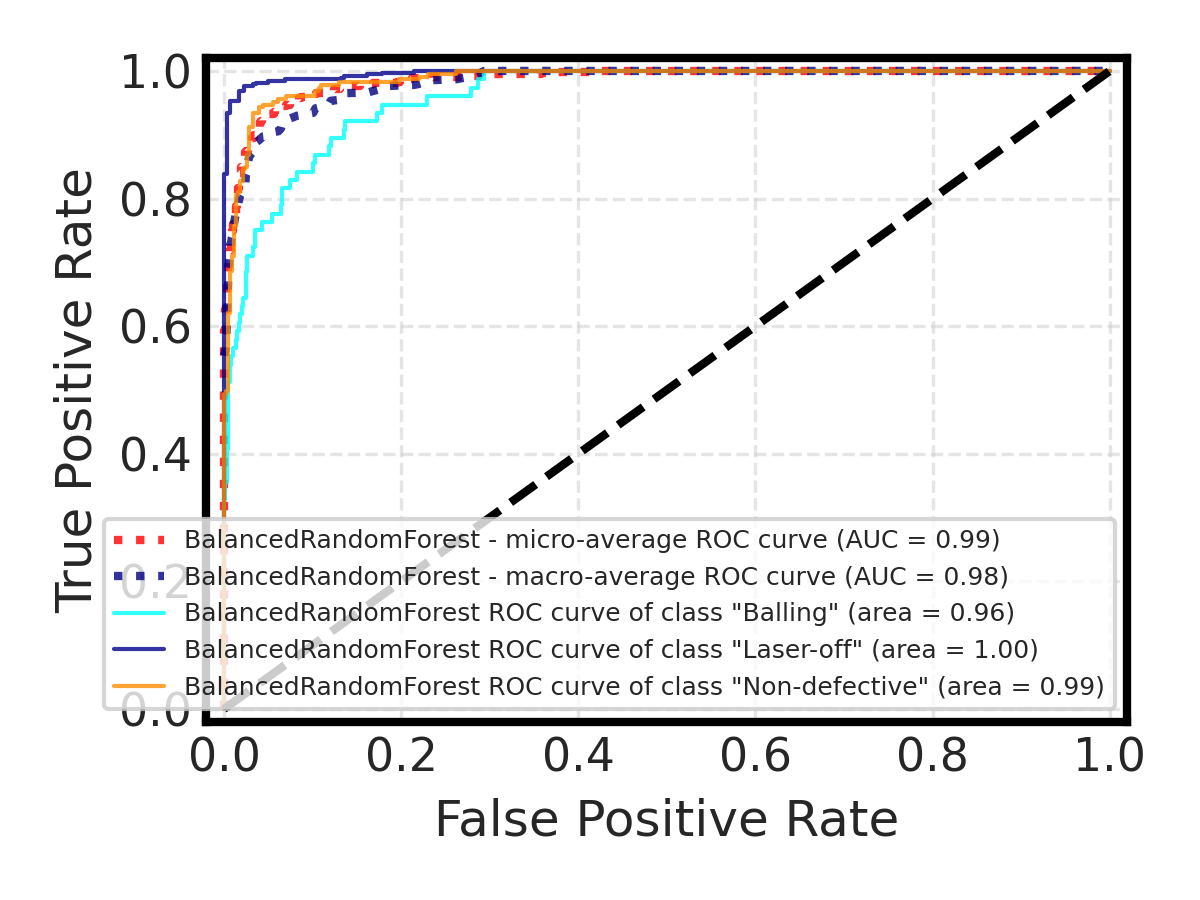 True Positive Rate
1.0
0.8
0.6
0.4
0.2
0.0
BalancedRandomForest - micro-average ROC curve (AUC = 0.99)
BalancedRandomForest - macro-average ROC curve (AUC = 0.98)
BalancedRandomForest ROC curve of class "Balling" (area = 0.96)
BalancedRandomForest ROC curve of class "Laser-off" (area = 1.00)
BalancedRandomForest ROC curve of class "Non-defective" (area = 0.99)
0.0 0.2 0.4 0.6 0.8 1.0
False Positive Rate